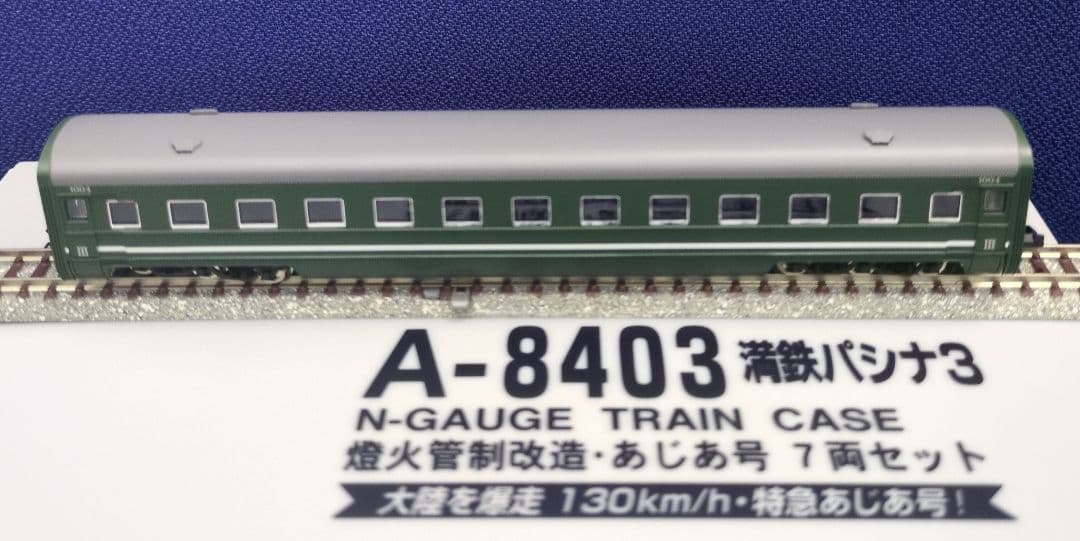 1004 1004
III III
A-8403 満鉄パシナ3
N-GAUGE TRAIN CASE
燈火管制改造・あじあ号 7両セット
大陸を爆走 130km/h・特急あじあ号!